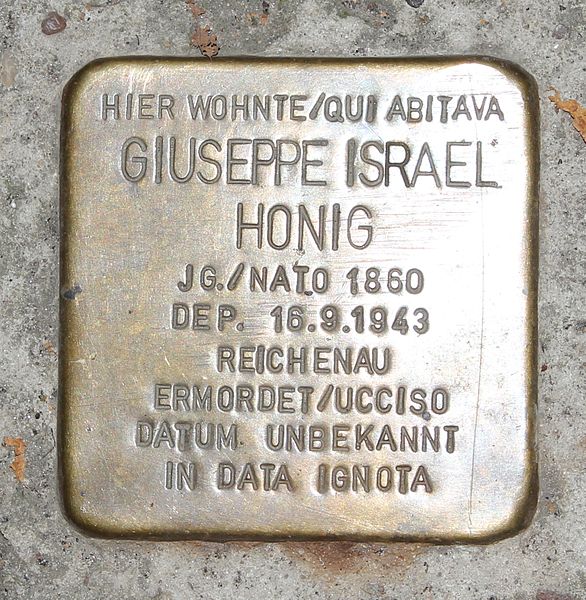 HIER WOHNTE/QUI ABITAVA
GIUSEPPE ISRAEL
HONIG
JG./NATO 1860
DEP. 16.9.1943
REICHENAU
ERMORDET/UCCISO
DATUM UNBEKANNT
IN DATA IGNOTA